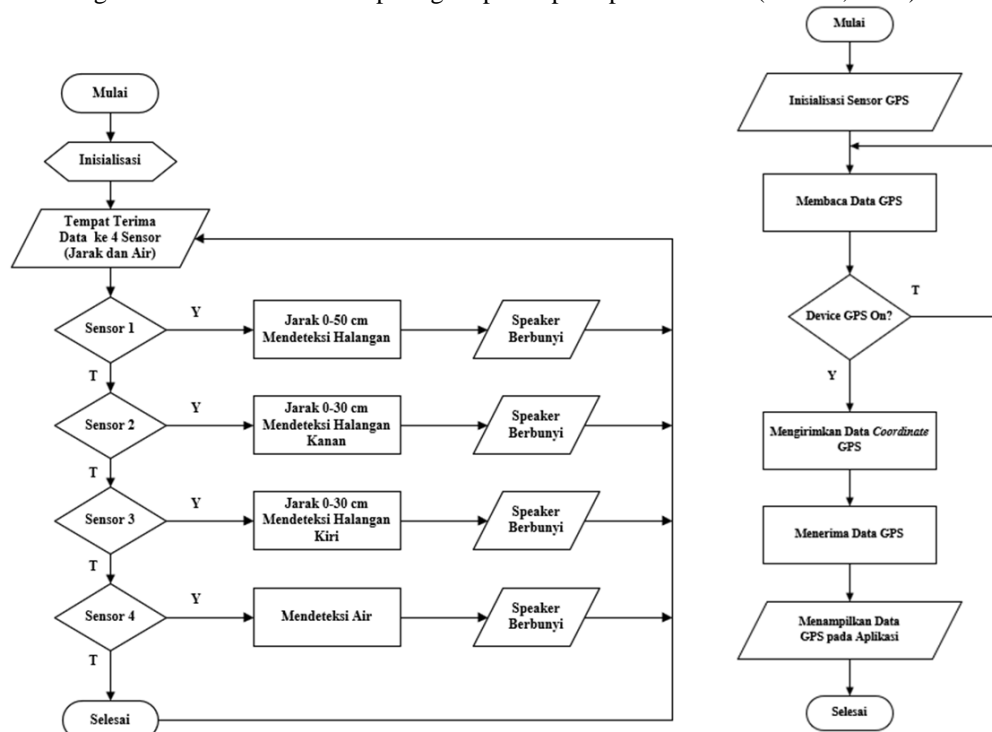 Mulai
Inisialisasi
Tempat Terima
Data ke 4 Sensor
(Jarak dan Air)
Sensor 1
Y
Jarak 0-50 cm
Mendeteksi Halangan
Speaker
Berbunyi
T
Sensor 2
Y
Jarak 0-30 cm
Mendeteksi Halangan
Kanan
Speaker
Berbunyi
T
Sensor 3
Y
Jarak 0-30 cm
Mendeteksi Halangan
Kiri
Speaker
Berbunyi
T
Sensor 4
Y
Mendeteksi Air
Speaker
Berbunyi
T
Selesai
Mulai
Inisialisasi Sensor GPS
Membaca Data GPS
Device GPS On?
T
Y
Mengirimkan Data Coordinate
GPS
Menerima Data GPS
Menampilkan Data
GPS pada Aplikasi
Selesai